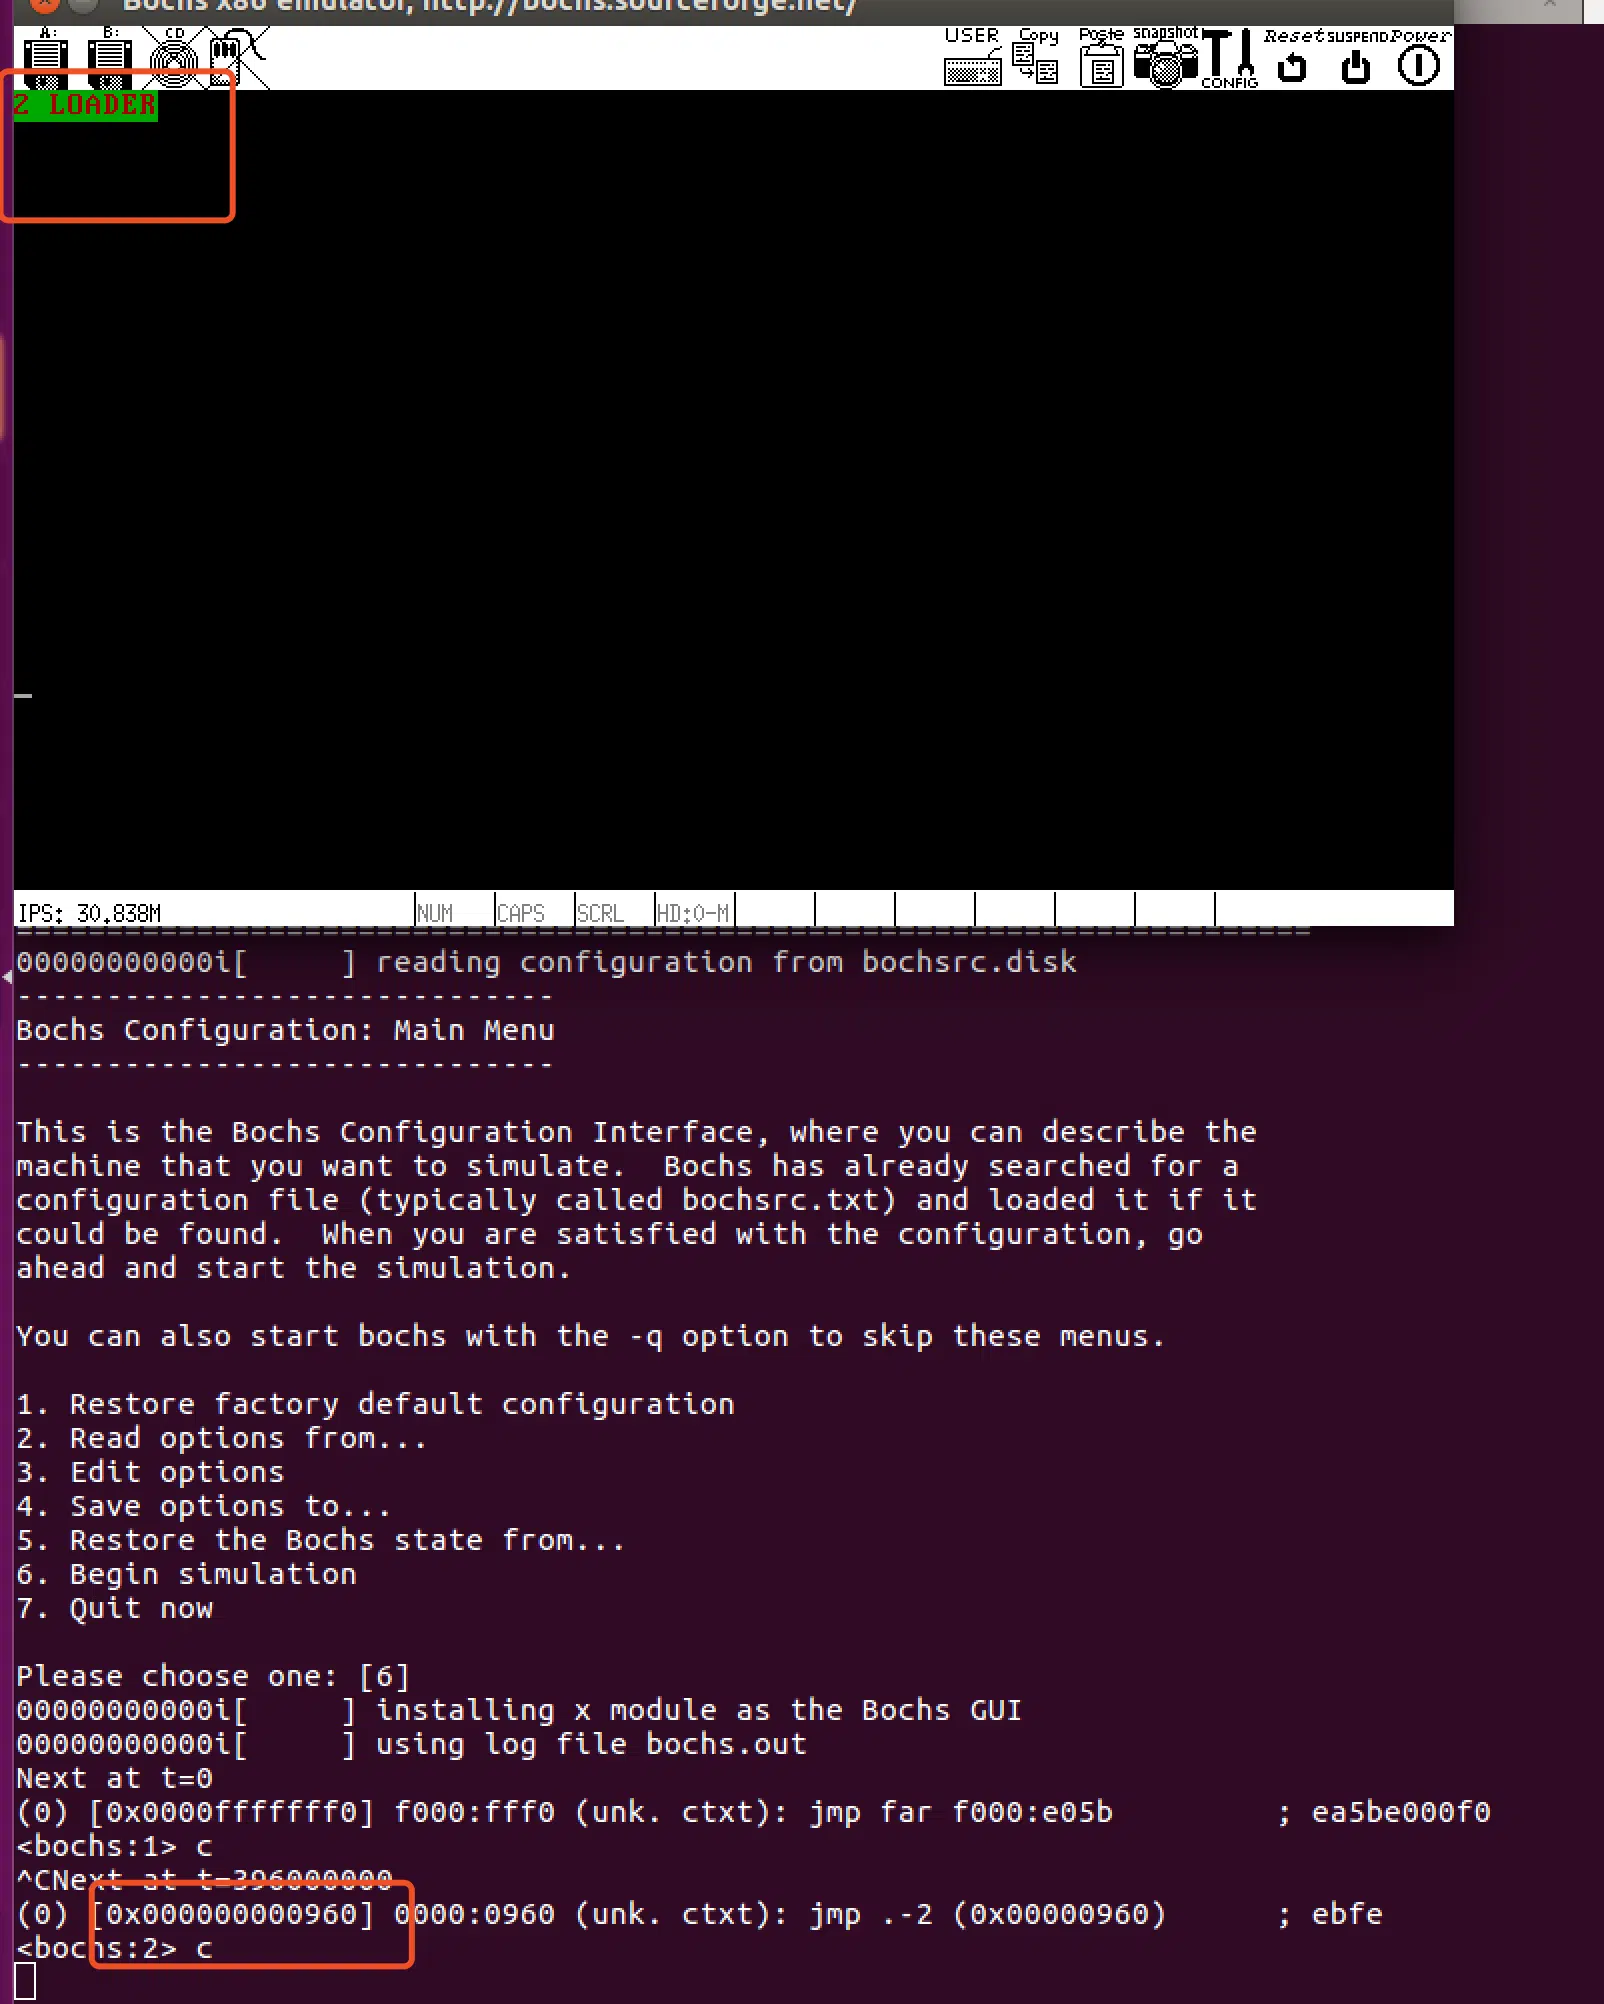 Bochs x86 emulator, http://bochs.sourceforge.net/
A: B: CD USER Copy Paste snapshot CONFIG Reset SUSPEND Power
2 LOADER
IPS: 30.838M NUM CAPS SCRL HD:0-M
========================================================================
00000000000i[      ] reading configuration from bochsrc.disk
------------------------------
Bochs Configuration: Main Menu
------------------------------
This is the Bochs Configuration Interface, where you can describe the
machine that you want to simulate.  Bochs has already searched for a
configuration file (typically called bochsrc.txt) and loaded it if it
could be found.  When you are satisfied with the configuration, go
ahead and start the simulation.
You can also start bochs with the -q option to skip these menus.
1. Restore factory default configuration
2. Read options from...
3. Edit options
4. Save options to...
5. Restore the Bochs state from...
6. Begin simulation
7. Quit now
Please choose one: [6]
00000000000i[      ] installing x module as the Bochs GUI
00000000000i[      ] using log file bochs.out
Next at t=0
(0) [0x0000fffffff0] f000:fff0 (unk. ctxt): jmp far f000:e05b         ; ea5be000f0
<bochs:1> c
^CNext at t=396000000
(0) [0x000000000960] 0000:0960 (unk. ctxt): jmp .-2 (0x00000960)      ; ebfe
<bochs:2> c